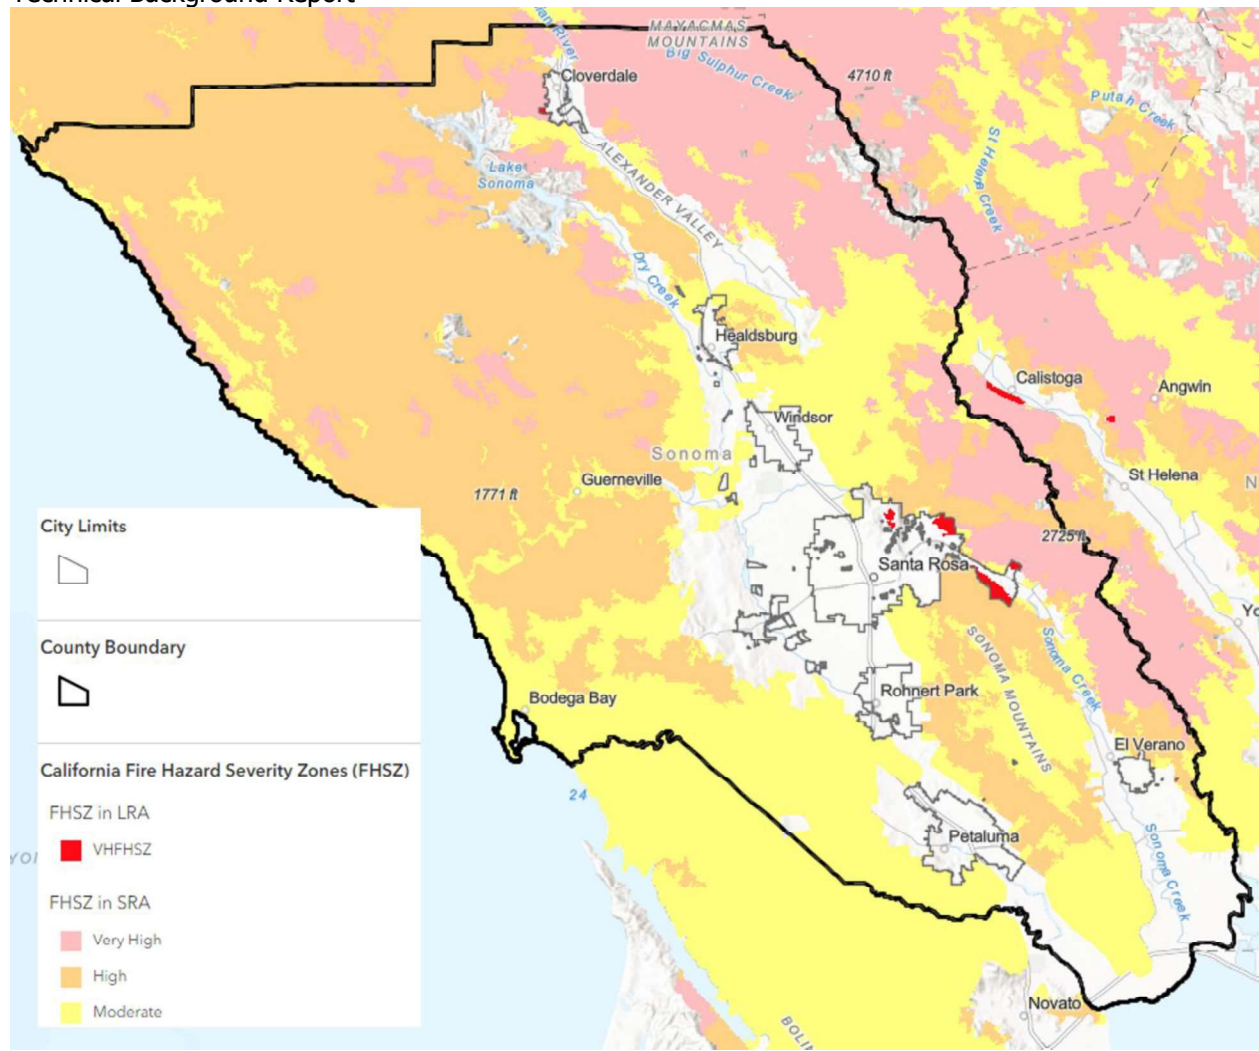 Technical Background Report
MAYACMAS
MOUNTAINS
Big Sulphur Creek
River
Cloverdale
4710 ft
Putah Creek
St Helena Creek
ALEXANDER VALLEY
Lake
Sonoma
Dry Creek
Healdsburg
Calistoga
Angwin
Windsor
Sonoma
Guerneville
St Helena
1771 ft
2725 ft
Santa Rosa
City Limits
County Boundary
SONOMA MOUNTAINS
Sonoma Creek
Rohnert Park
Bodega Bay
El Verano
California Fire Hazard Severity Zones (FHSZ)
24
FHSZ in LRA
VHFHSZ
Petaluma
Sonoma Creek
FHSZ in SRA
Very High
High
Moderate
Novato
BOLIN